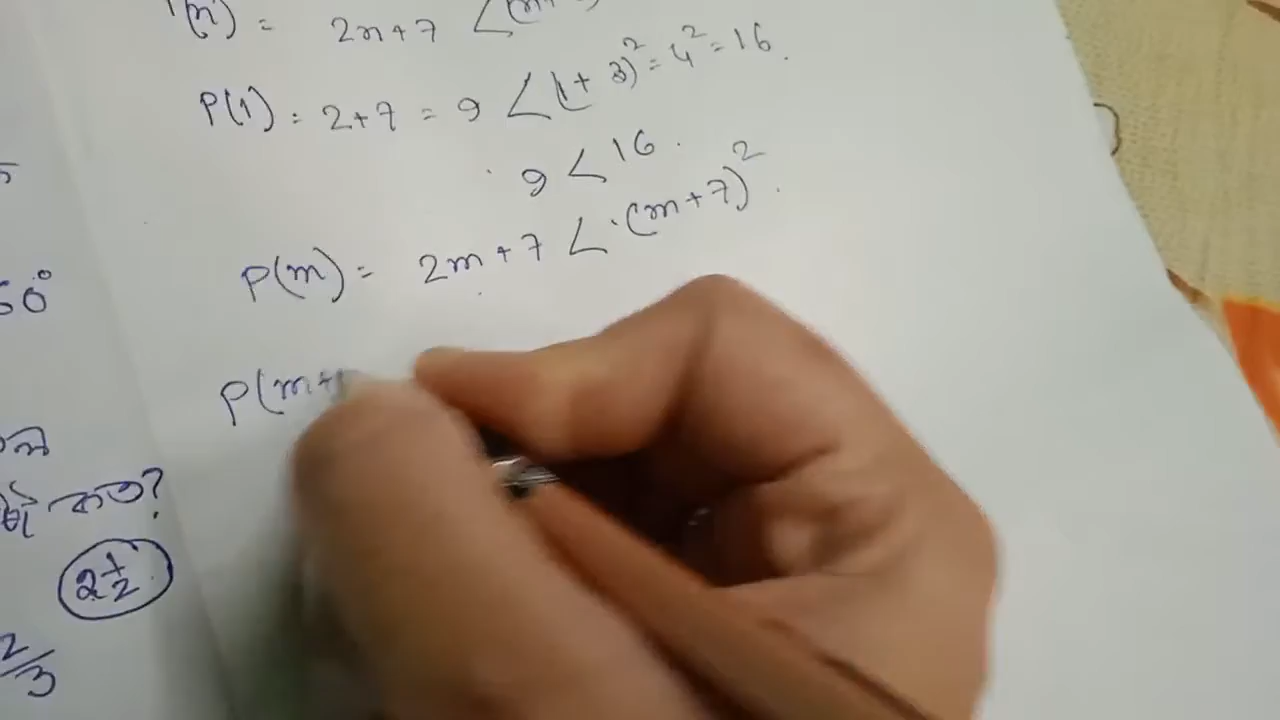 (n) = 2n+7 <
P(1) = 2+7 = 9 < (1+3)² = 4² = 16.
9 < 16.
P(m) = 2m+7 < (m+7)².
P(m+
50°
কত?
2½
2/3